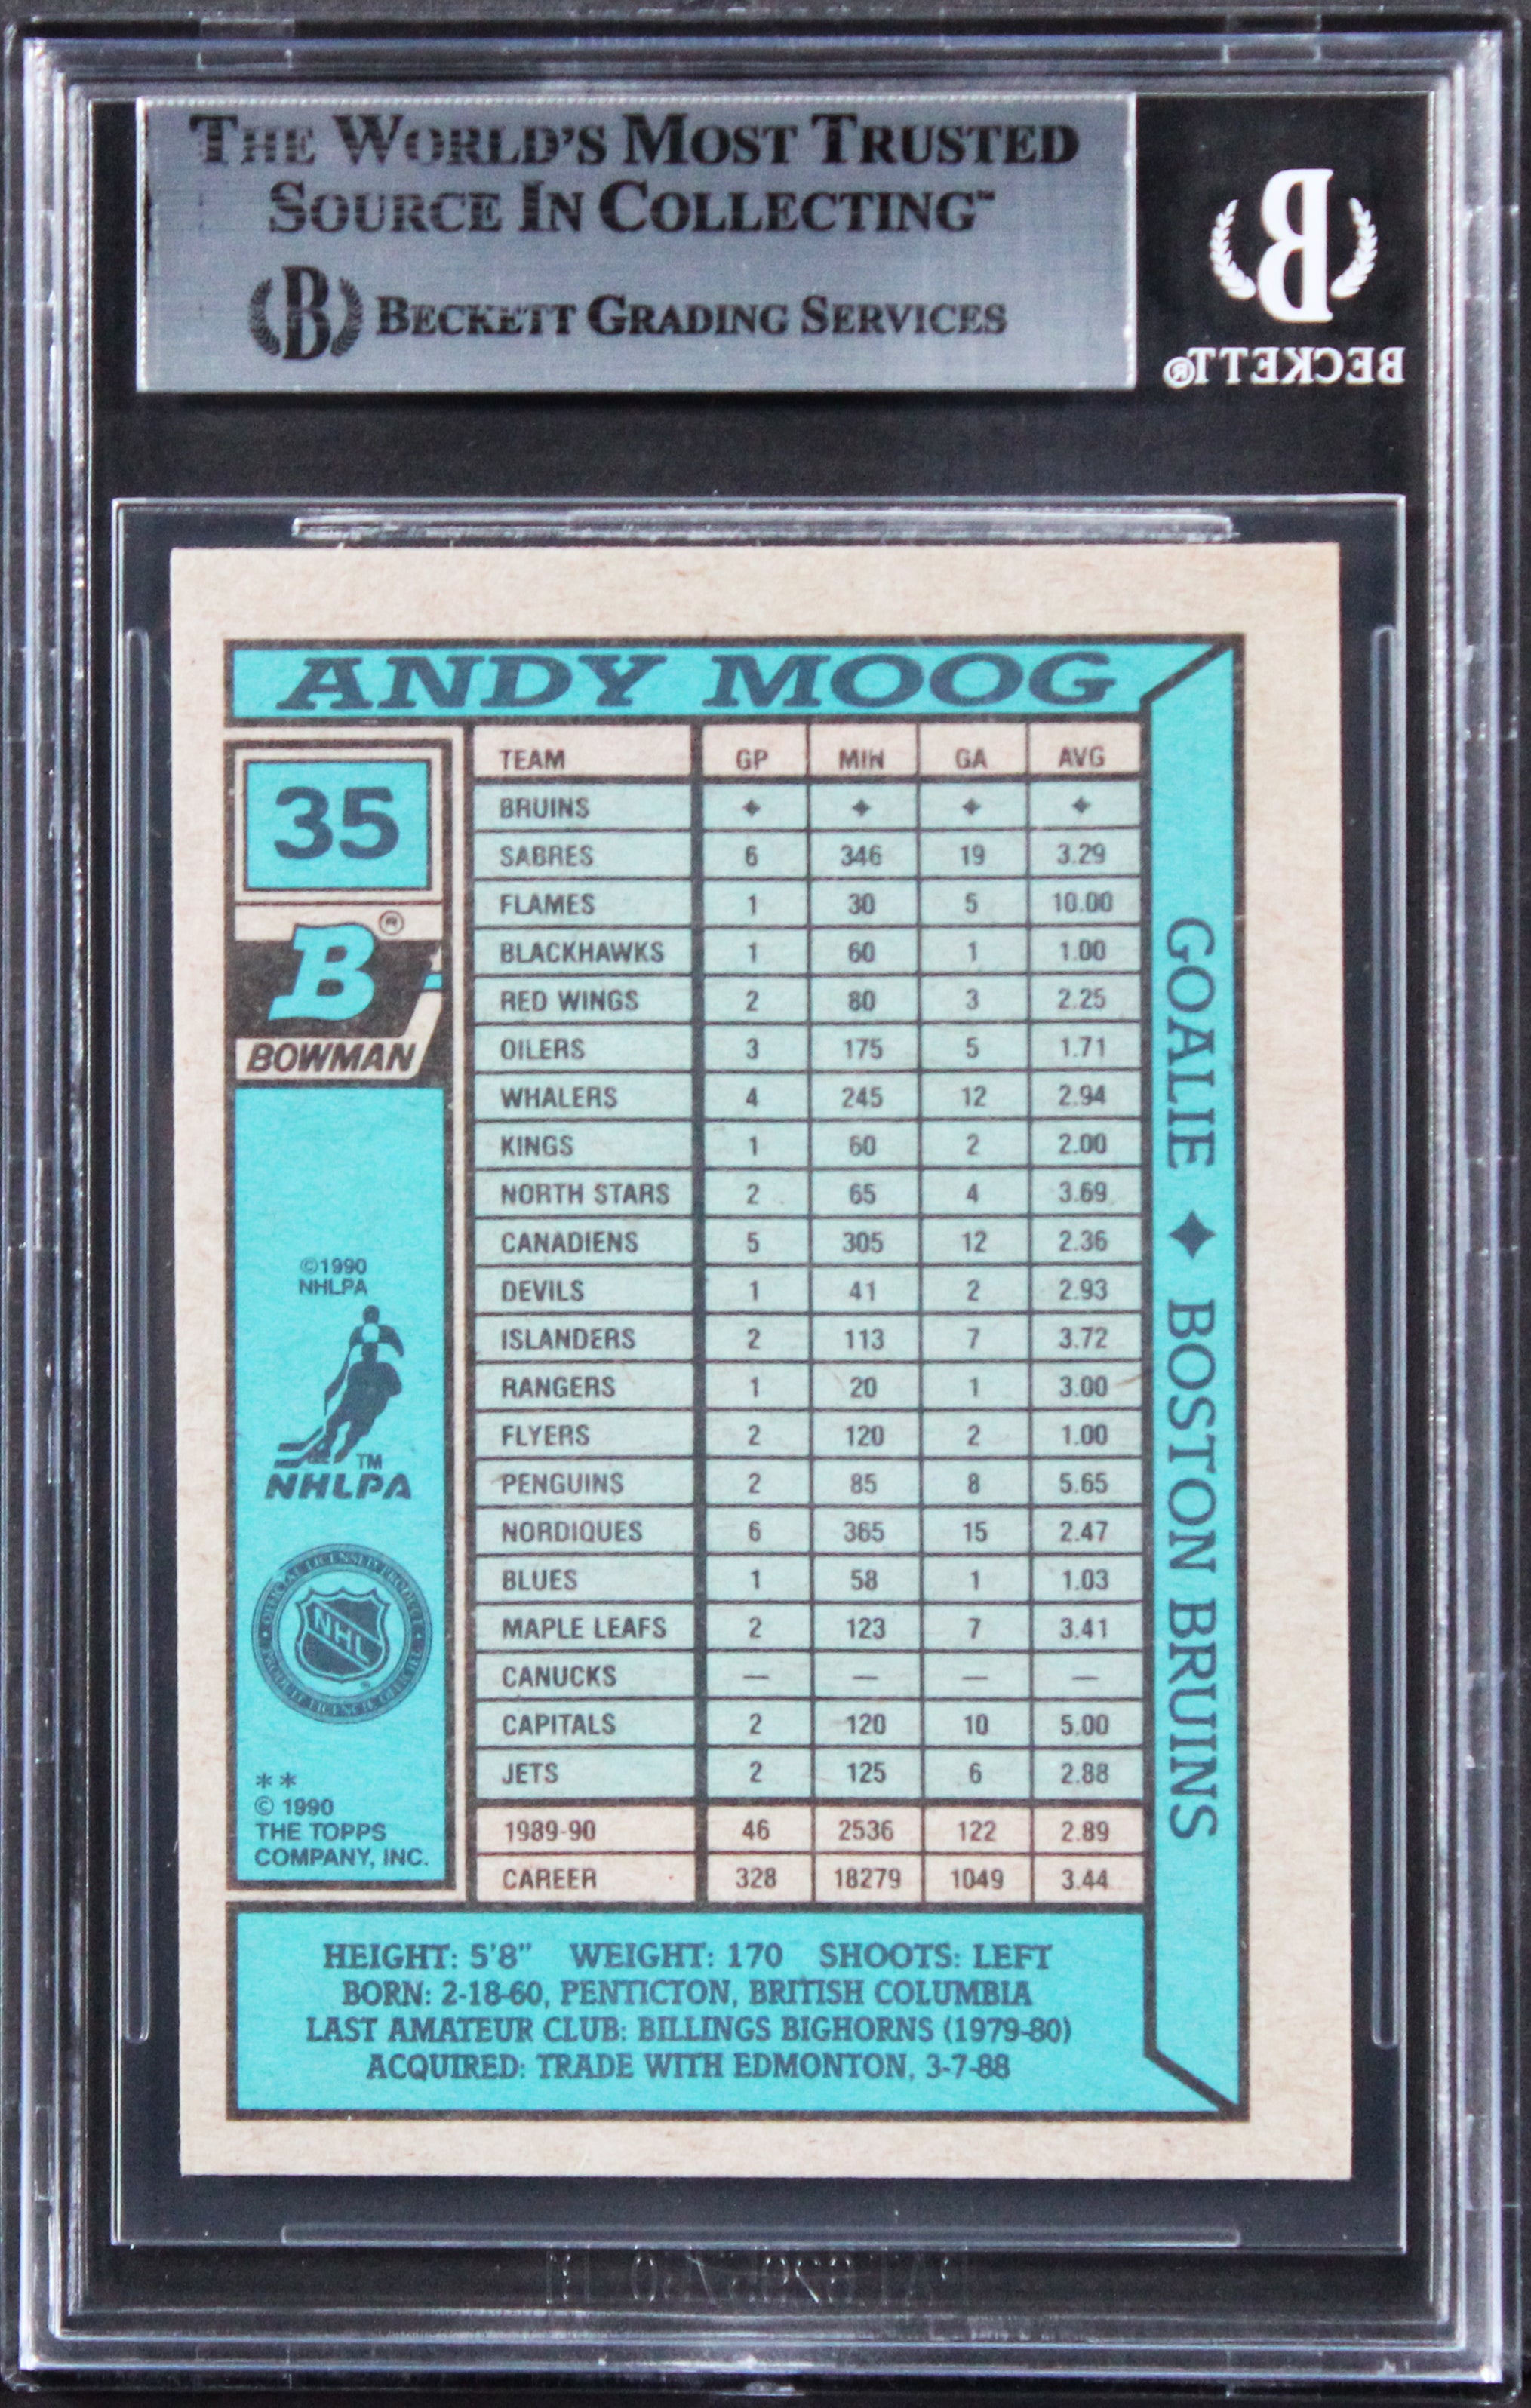 THE WORLD'S MOST TRUSTED
SOURCE IN COLLECTING™
B BECKETT GRADING SERVICES
B
BECKETT®
ANDY MOOG
35
B®
BOWMAN
©1990
NHLPA
TM
NHLPA
NHL
**
© 1990
THE TOPPS
COMPANY, INC.
TEAM GP MIN GA AVG
BRUINS ✦ ✦ ✦ ✦
SABRES 6 346 19 3.29
FLAMES 1 30 5 10.00
BLACKHAWKS 1 60 1 1.00
RED WINGS 2 80 3 2.25
OILERS 3 175 5 1.71
WHALERS 4 245 12 2.94
KINGS 1 60 2 2.00
NORTH STARS 2 65 4 3.69
CANADIENS 5 305 12 2.36
DEVILS 1 41 2 2.93
ISLANDERS 2 113 7 3.72
RANGERS 1 20 1 3.00
FLYERS 2 120 2 1.00
PENGUINS 2 85 8 5.65
NORDIQUES 6 365 15 2.47
BLUES 1 58 1 1.03
MAPLE LEAFS 2 123 7 3.41
CANUCKS — — — —
CAPITALS 2 120 10 5.00
JETS 2 125 6 2.88
1989-90 46 2536 122 2.89
CAREER 328 18279 1049 3.44
GOALIE ✦ BOSTON BRUINS
HEIGHT: 5'8" WEIGHT: 170 SHOOTS: LEFT
BORN: 2-18-60, PENTICTON, BRITISH COLUMBIA
LAST AMATEUR CLUB: BILLINGS BIGHORNS (1979-80)
ACQUIRED: TRADE WITH EDMONTON, 3-7-88